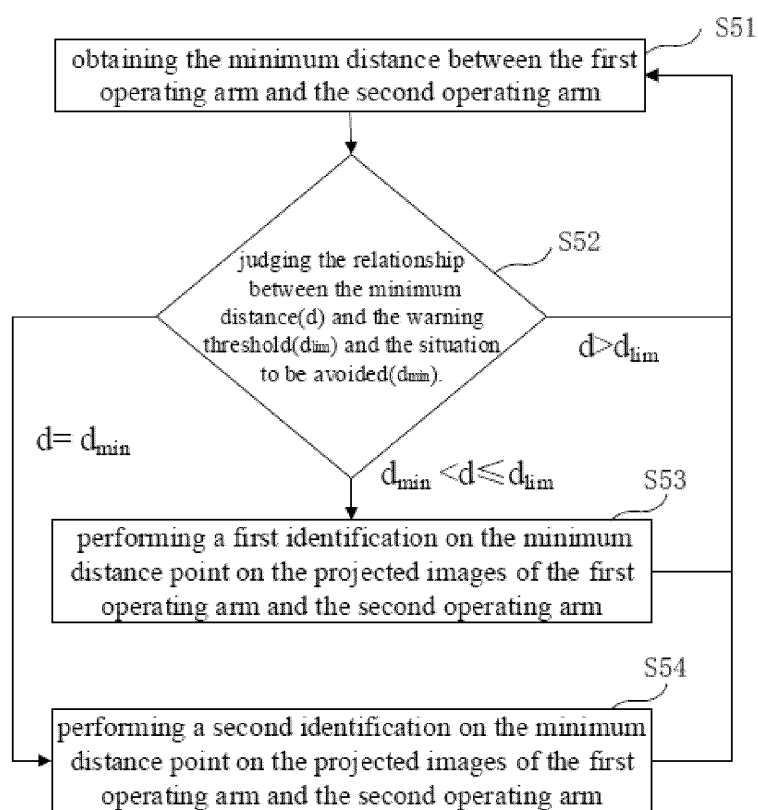 S51
obtaining the minimum distance between the first
operating arm and the second operating arm
S52
judging the relationship
between the minimum
distance(d) and the warning
threshold(dlim) and the situation
to be avoided(dmin).
d>dlim
d= dmin
dmin <d≤dlim
S53
performing a first identification on the minimum
distance point on the projected images of the first
operating arm and the second operating arm
S54
performing a second identification on the minimum
distance point on the projected images of the first
operating arm and the second operating arm